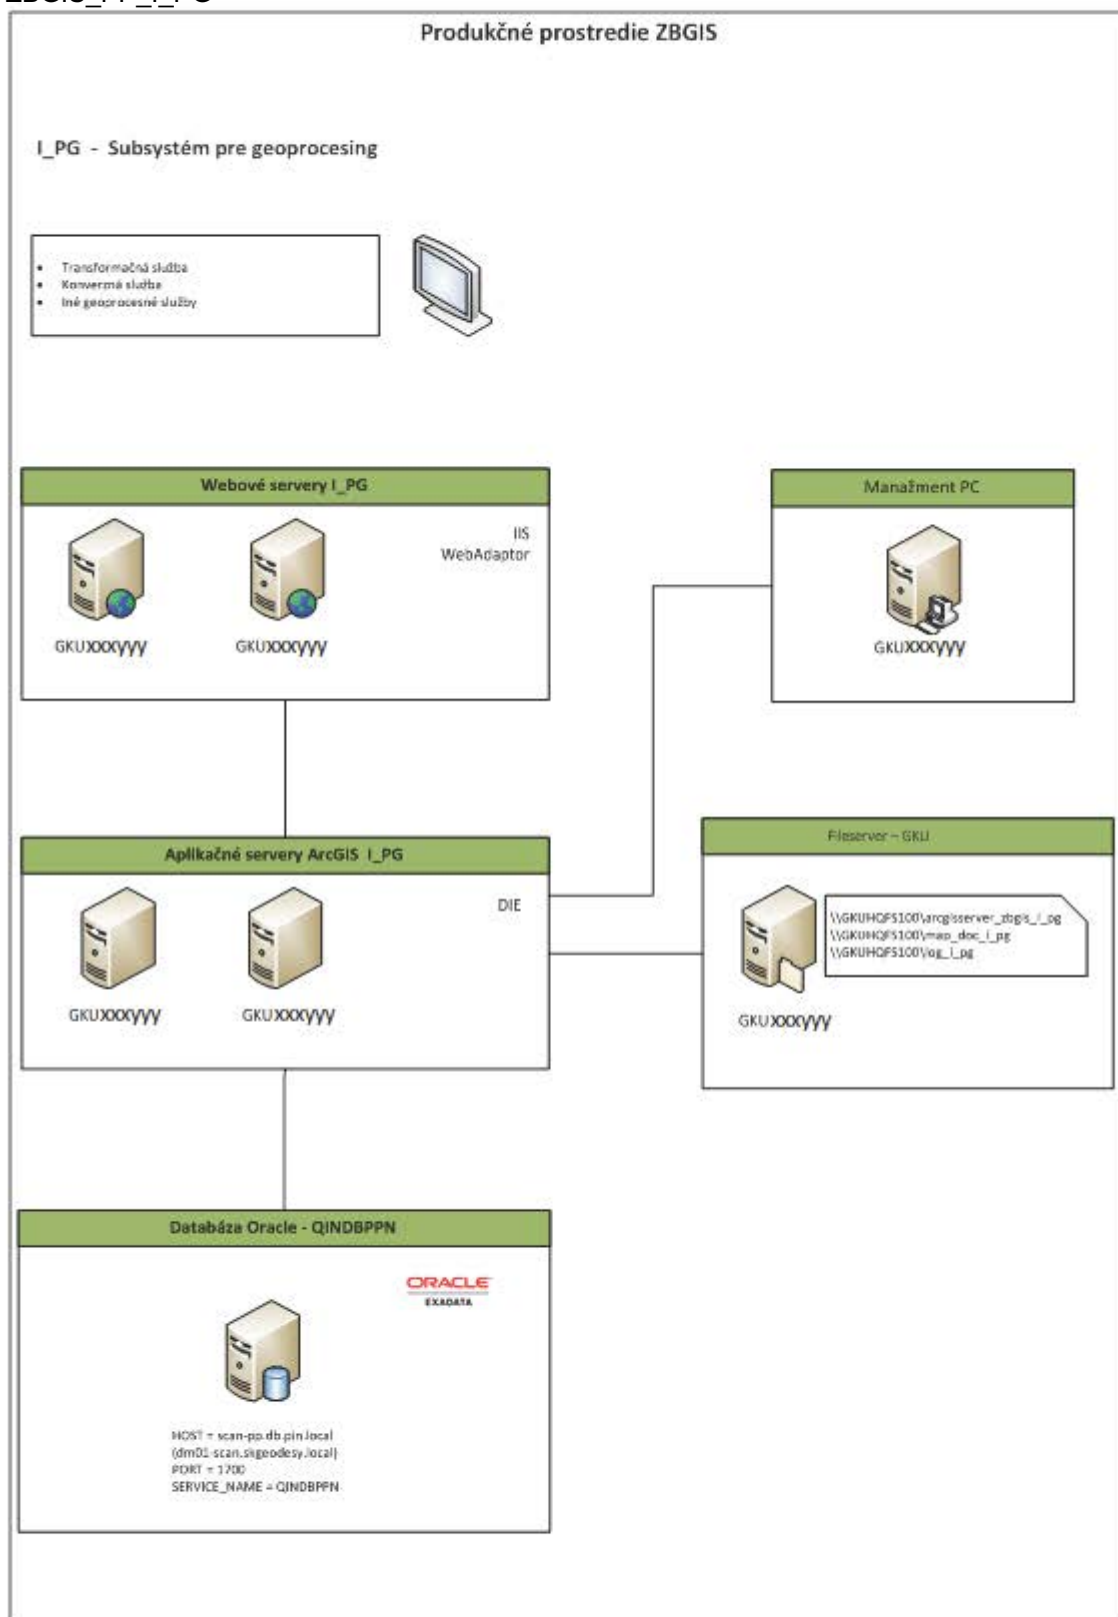 ZBGIS_PP_I_PG
Produkčné prostredie ZBGIS
I_PG - Subsystém pre geoprocesing
• Transformačná služba
• Konverzná služba
• Iné geoprocesné služby
Webové servery I_PG
IIS
WebAdaptor
GKUXXXYYY
GKUXXXYYY
Manažment PC
GKUXXXYYY
Aplikačné servery ArcGIS I_PG
DIE
GKUXXXYYY
GKUXXXYYY
Fileserver – GKU
\\GKUHQFS100\arcgisserver_zbgis_i_pg
\\GKUHQFS100\map_doc_i_pg
\\GKUHQFS100\log_i_pg
GKUXXXYYY
Databáza Oracle - QINDBPPN
ORACLE
EXADATA
HOST = scan-pp.db.pin.local
(dm01-scan.skgeodesy.local)
PORT = 1700
SERVICE_NAME = QINDBPPN